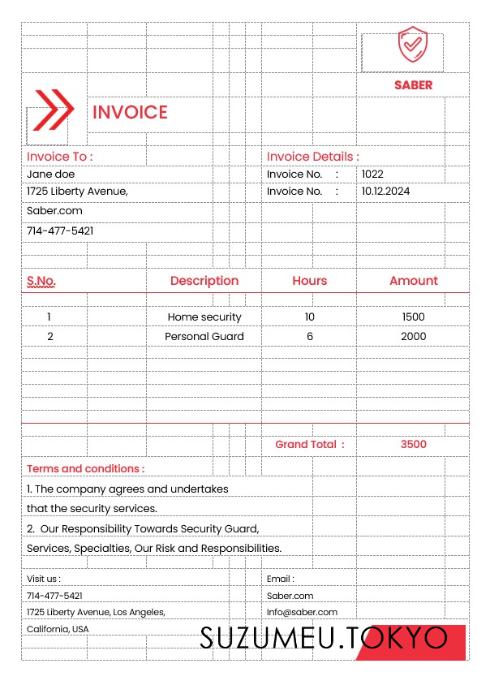 SABER
INVOICE
Invoice To :
Invoice Details :
Jane doe
Invoice No. : 1022
1725 Liberty Avenue,
Invoice No. : 10.12.2024
Saber.com
714-477-5421
S.No. Description Hours Amount
1 Home security 10 1500
2 Personal Guard 6 2000
Grand Total : 3500
Terms and conditions :
1. The company agrees and undertakes
that the security services.
2. Our Responsibility Towards Security Guard,
Services, Specialties, Our Risk and Responsibilities.
Visit us :
714-477-5421
1725 Liberty Avenue, Los Angeles,
California, USA
Email :
Saber.com
Info@saber.com
SUZUMEU.TOKYO